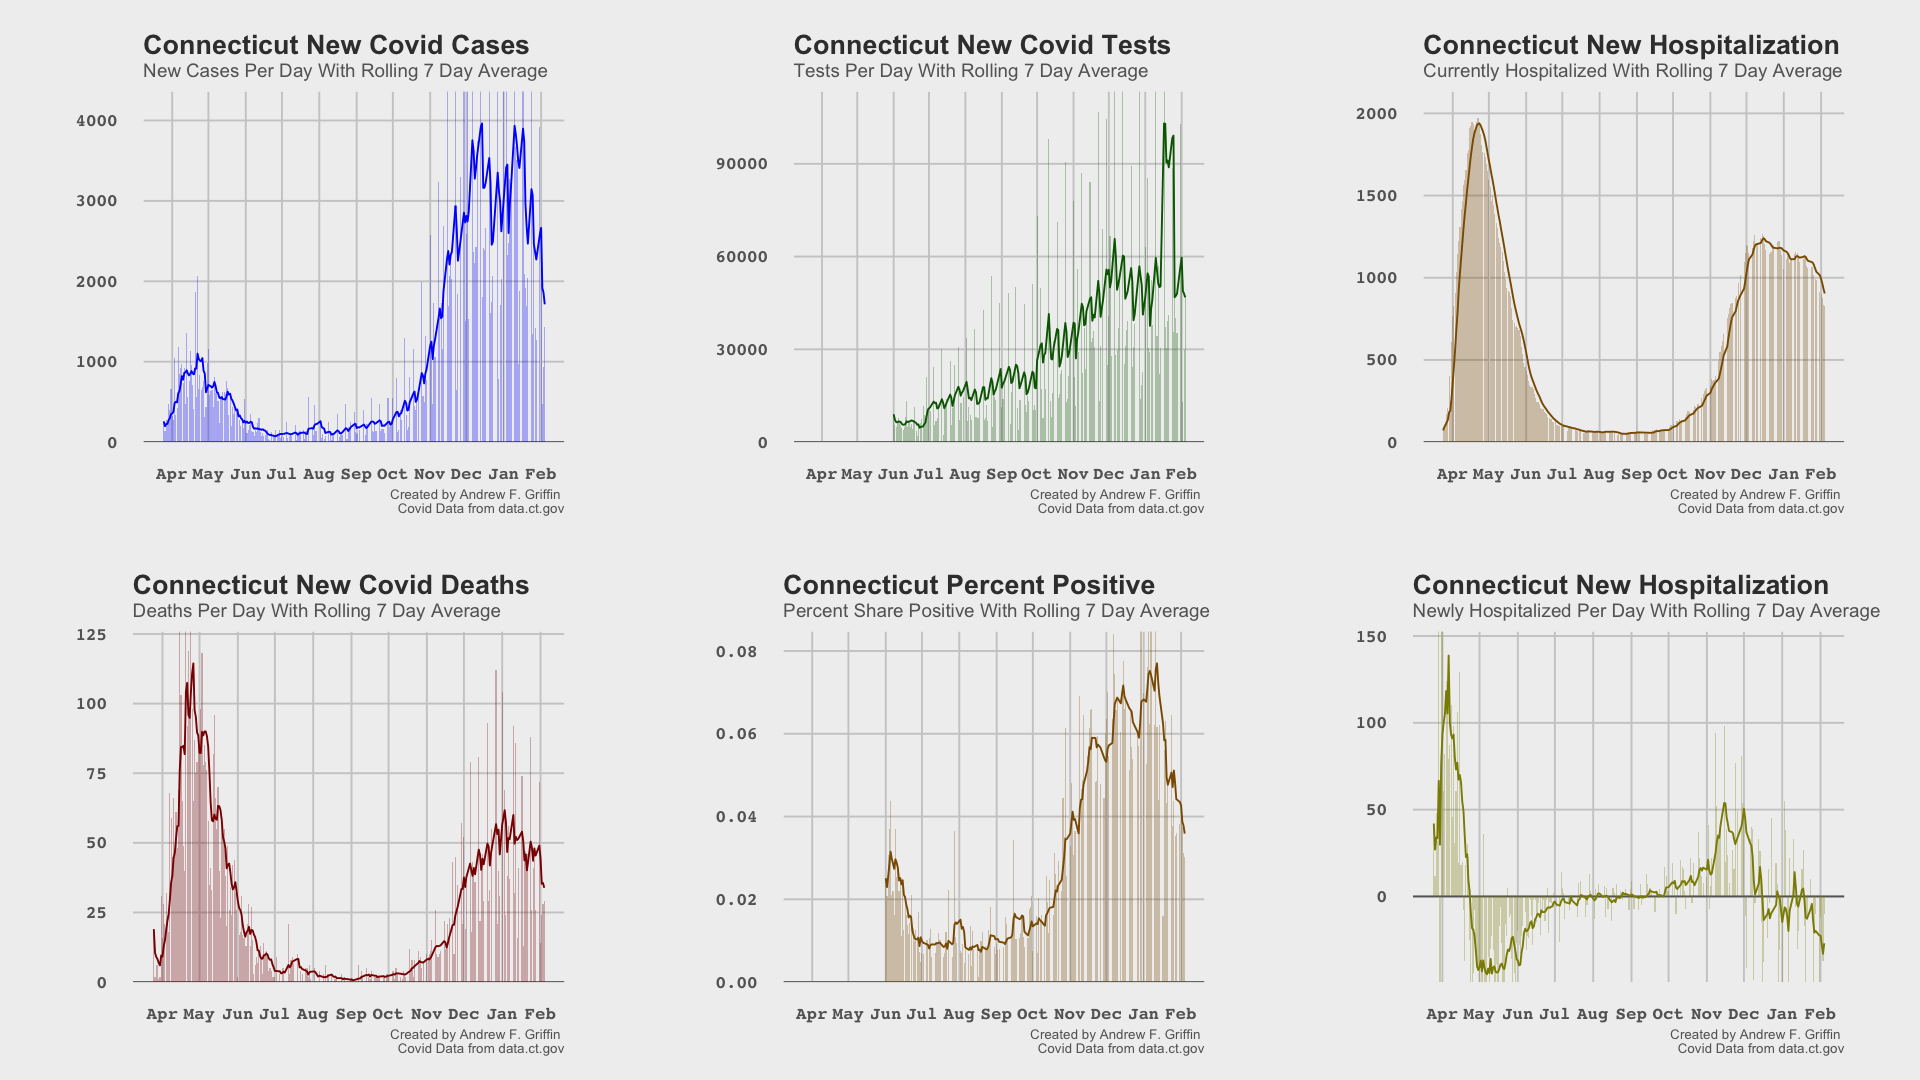 Connecticut New Covid Cases
New Cases Per Day With Rolling 7 Day Average
4000
3000
2000
1000
0
Apr May Jun Jul Aug Sep Oct Nov Dec Jan Feb
Created by Andrew F. Griffin
Covid Data from data.ct.gov
Connecticut New Covid Tests
Tests Per Day With Rolling 7 Day Average
90000
60000
30000
0
Apr May Jun Jul Aug Sep Oct Nov Dec Jan Feb
Created by Andrew F. Griffin
Covid Data from data.ct.gov
Connecticut New Hospitalization
Currently Hospitalized With Rolling 7 Day Average
2000
1500
1000
500
0
Apr May Jun Jul Aug Sep Oct Nov Dec Jan Feb
Created by Andrew F. Griffin
Covid Data from data.ct.gov
Connecticut New Covid Deaths
Deaths Per Day With Rolling 7 Day Average
125
100
75
50
25
0
Apr May Jun Jul Aug Sep Oct Nov Dec Jan Feb
Created by Andrew F. Griffin
Covid Data from data.ct.gov
Connecticut Percent Positive
Percent Share Positive With Rolling 7 Day Average
0.08
0.06
0.04
0.02
0.00
Apr May Jun Jul Aug Sep Oct Nov Dec Jan Feb
Created by Andrew F. Griffin
Covid Data from data.ct.gov
Connecticut New Hospitalization
Newly Hospitalized Per Day With Rolling 7 Day Average
150
100
50
0
Apr May Jun Jul Aug Sep Oct Nov Dec Jan Feb
Created by Andrew F. Griffin
Covid Data from data.ct.gov